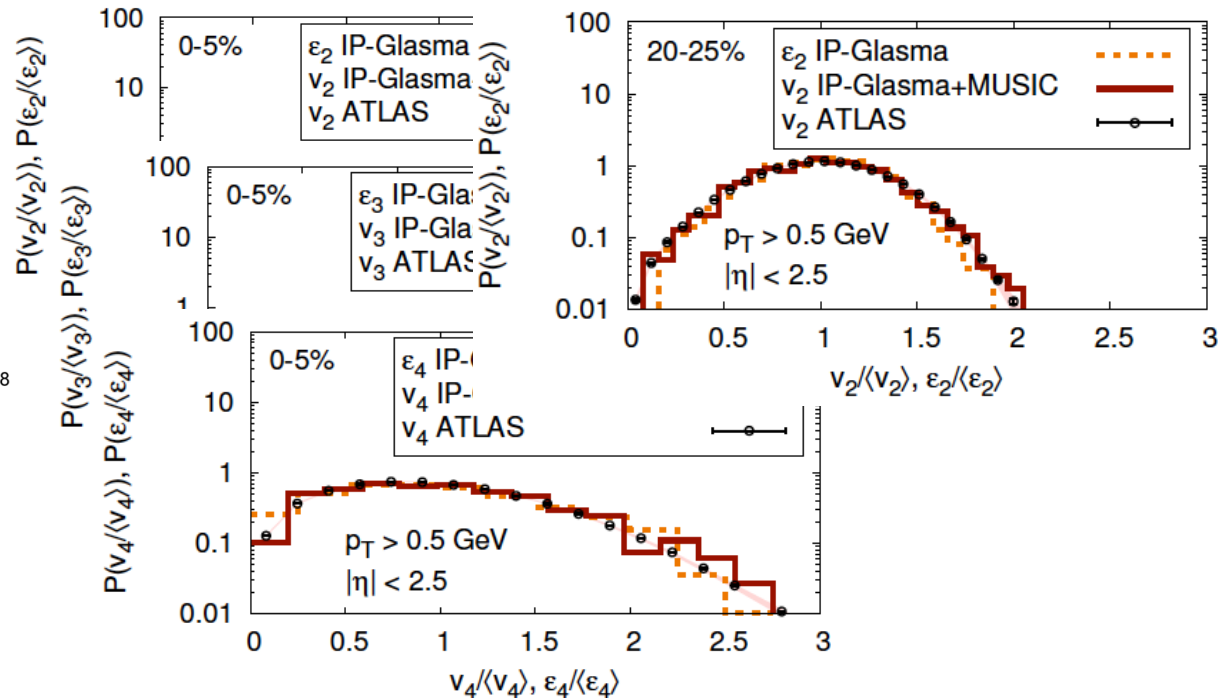 100
10
0-5%
ε₂ IP-Glasma
v₂ IP-Glasma
v₂ ATLAS
P(v₂/⟨v₂⟩), P(ε₂/⟨ε₂⟩)
100
10
1
0-5%
ε₃ IP-Glas
v₃ IP-Gla
v₃ ATLAS
P(v₃/⟨v₃⟩), P(ε₃/⟨ε₃⟩)
100
10
1
0.1
0.01
0-5%
ε₄ IP-
v₄ IP-
v₄ ATLAS
p_T > 0.5 GeV
|η| < 2.5
P(v₄/⟨v₄⟩), P(ε₄/⟨ε₄⟩)
0 0.5 1 1.5 2 2.5 3
v₄/⟨v₄⟩, ε₄/⟨ε₄⟩
8
100
10
1
0.1
0.01
20-25%
ε₂ IP-Glasma
v₂ IP-Glasma+MUSIC
v₂ ATLAS
p_T > 0.5 GeV
|η| < 2.5
P(v₂/⟨v₂⟩), P(ε₂/⟨ε₂⟩)
0 0.5 1 1.5 2 2.5 3
v₂/⟨v₂⟩, ε₂/⟨ε₂⟩